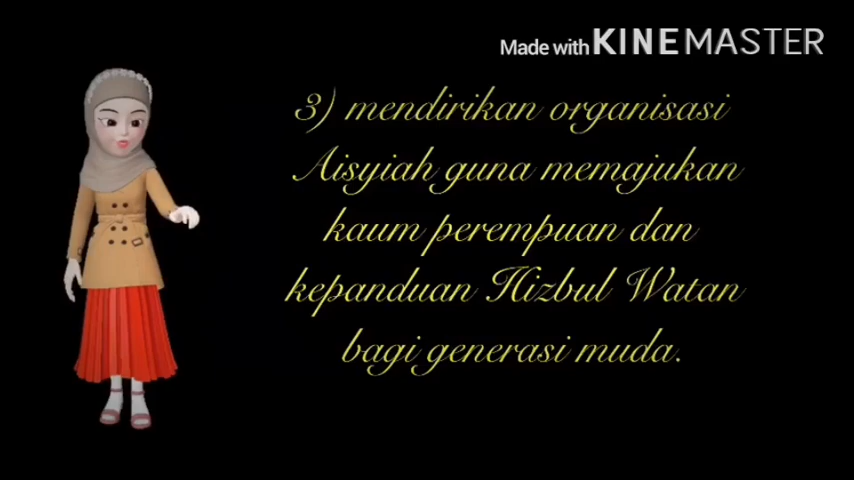 Made with KINEMASTER
3) mendirikan organisasi
Aisyiah guna memajukan
kaum perempuan dan
kepanduan Hizbul Watan
bagi generasi muda.